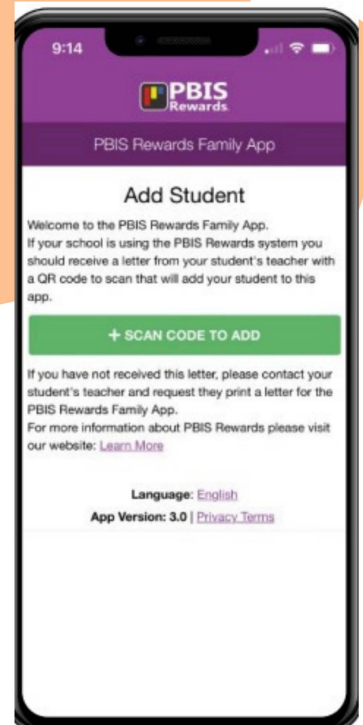 9:14
PBIS
Rewards
PBIS Rewards Family App
Add Student
Welcome to the PBIS Rewards Family App.
If your school is using the PBIS Rewards system you
should receive a letter from your student's teacher with
a QR code to scan that will add your student to this
app.
+ SCAN CODE TO ADD
If you have not received this letter, please contact your
student's teacher and request they print a letter for the
PBIS Rewards Family App.
For more information about PBIS Rewards please visit
our website: Learn More
Language: English
App Version: 3.0 | Privacy Terms